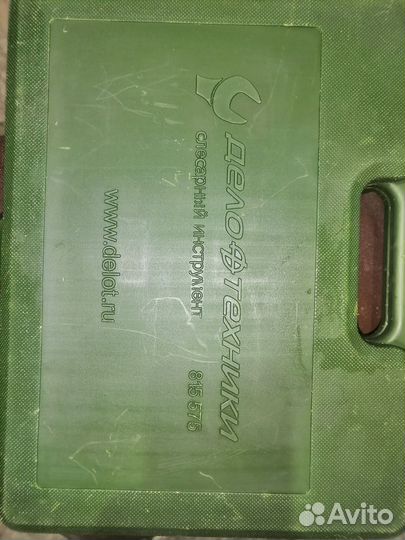 ДЕЛО ТЕХНИКИ
слесарный инструмент
815 575
www.delot.ru
Avito